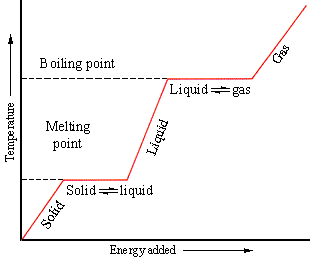 Boiling point
Gas
Liquid ⇌ gas
Temperature
Melting
point
Liquid
Solid ⇌ liquid
Solid
Energy added